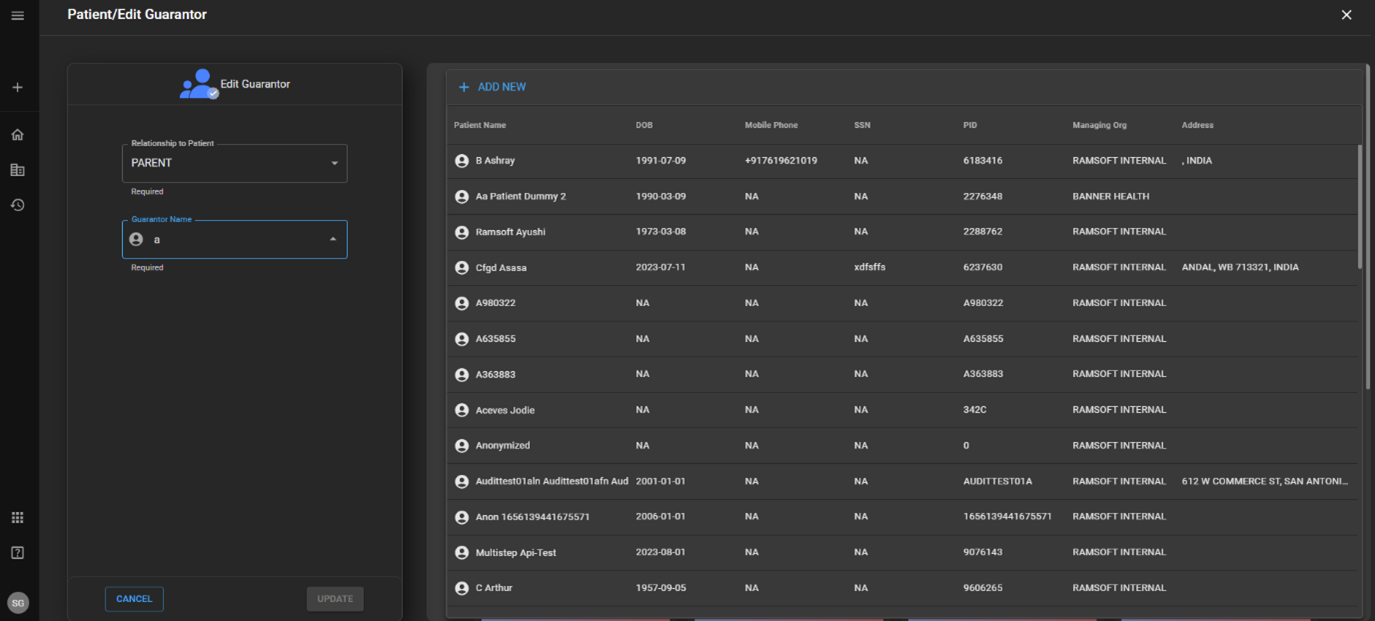 Patient/Edit Guarantor
Edit Guarantor
Relationship to Patient
PARENT
Required
Guarantor Name
a
Required
CANCEL
UPDATE
SG
ADD NEW
Patient Name DOB Mobile Phone SSN PID Managing Org Address
B Ashray 1991-07-09 +917619621019 NA 6183416 RAMSOFT INTERNAL , INDIA
Aa Patient Dummy 2 1990-03-09 NA NA 2276348 BANNER HEALTH
Ramsoft Ayushi 1973-03-08 NA NA 2288762 RAMSOFT INTERNAL
Cfgd Asasa 2023-07-11 NA xdfsffs 6237630 RAMSOFT INTERNAL ANDAL, WB 713321, INDIA
A980322 NA NA NA A980322 RAMSOFT INTERNAL
A635855 NA NA NA A635855 RAMSOFT INTERNAL
A363883 NA NA NA A363883 RAMSOFT INTERNAL
Aceves Jodie NA NA NA 342C RAMSOFT INTERNAL
Anonymized NA NA NA 0 RAMSOFT INTERNAL
Audittest01aln Audittest01afn Aud 2001-01-01 NA NA AUDITTEST01A RAMSOFT INTERNAL 612 W COMMERCE ST, SAN ANTONI...
Anon 1656139441675571 2006-01-01 NA NA 1656139441675571 RAMSOFT INTERNAL
Multistep Api-Test 2023-08-01 NA NA 9076143 RAMSOFT INTERNAL
C Arthur 1957-09-05 NA NA 9606265 RAMSOFT INTERNAL